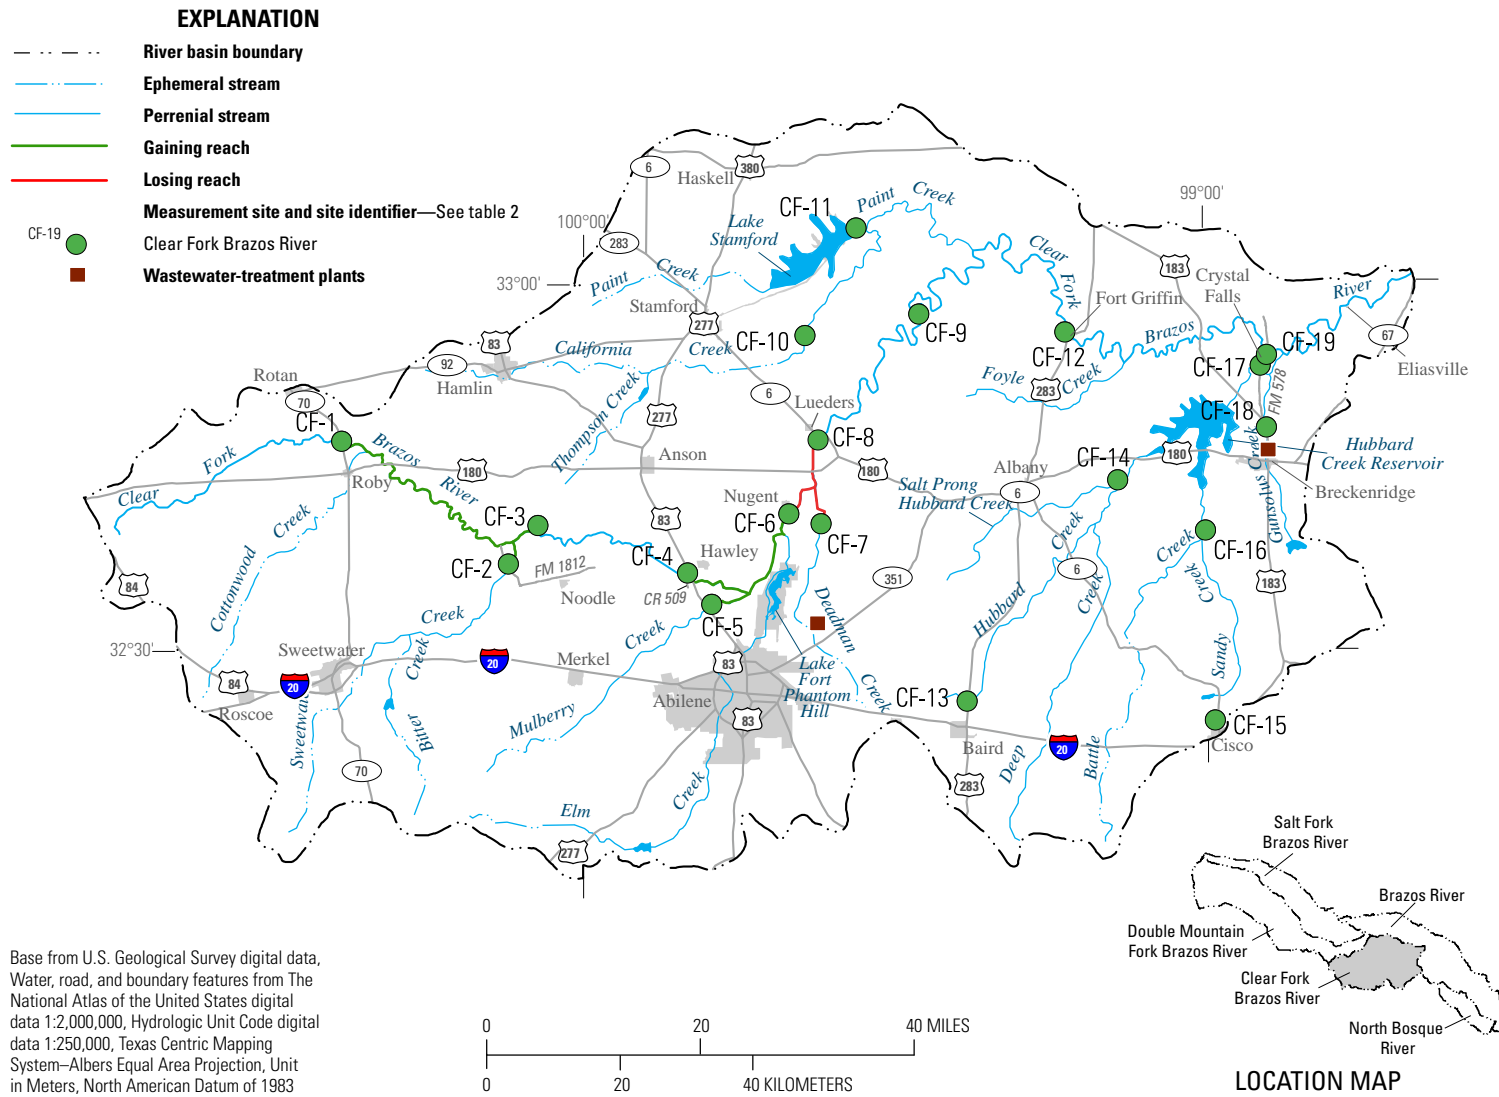 EXPLANATION
River basin boundary
Ephemeral stream
Perrenial stream
Gaining reach
Losing reach
Measurement site and site identifier—See table 2
CF-19
Clear Fork Brazos River
Wastewater-treatment plants
100°00'
99°00'
33°00'
32°30'
6
Haskell
380
283
CF-11
Paint
Creek
Lake
Stamford
Paint
Creek
Stamford
277
Clear
Fork
183
Crystal
Falls
River
Fort Griffin
Brazos
67
Eliasville
83
92
Hamlin
California
Creek
CF-10
CF-9
CF-12
CF-19
CF-17
FM 578
Foyle
Creek
283
Rotan
70
CF-1
Thompson Creek
277
6
Lueders
CF-8
CF-18
Clear
Fork
Brazos
River
Roby
180
Anson
180
Albany
CF-14
180
Hubbard
Creek Reservoir
Breckenridge
Gunsolus
Creek
Salt Prong
Hubbard Creek
6
Nugent
CF-6
CF-7
CF-3
CF-2
FM 1812
Noodle
83
CF-4
Hawley
CR 509
CF-5
351
Hubbard
Creek
6
Creek
Creek
CF-16
Creek
183
84
Cottonwood
Creek
Creek
Creek
Deadman
Creek
Sandy
Sweetwater
20
20
Merkel
83
Lake
Fort
Phantom
Hill
84
Roscoe
Sweetwater
Bitter
Creek
Mulberry
Abilene
83
CF-13
Baird
Deep
20
Battle
CF-15
Cisco
70
283
Elm
Creek
277
Salt Fork
Brazos River
Brazos River
Double Mountain
Fork Brazos River
Clear Fork
Brazos River
North Bosque
River
LOCATION MAP
Base from U.S. Geological Survey digital data,
Water, road, and boundary features from The
National Atlas of the United States digital
data 1:2,000,000, Hydrologic Unit Code digital
data 1:250,000, Texas Centric Mapping
System–Albers Equal Area Projection, Unit
in Meters, North American Datum of 1983
0
20
40 MILES
0
20
40 KILOMETERS